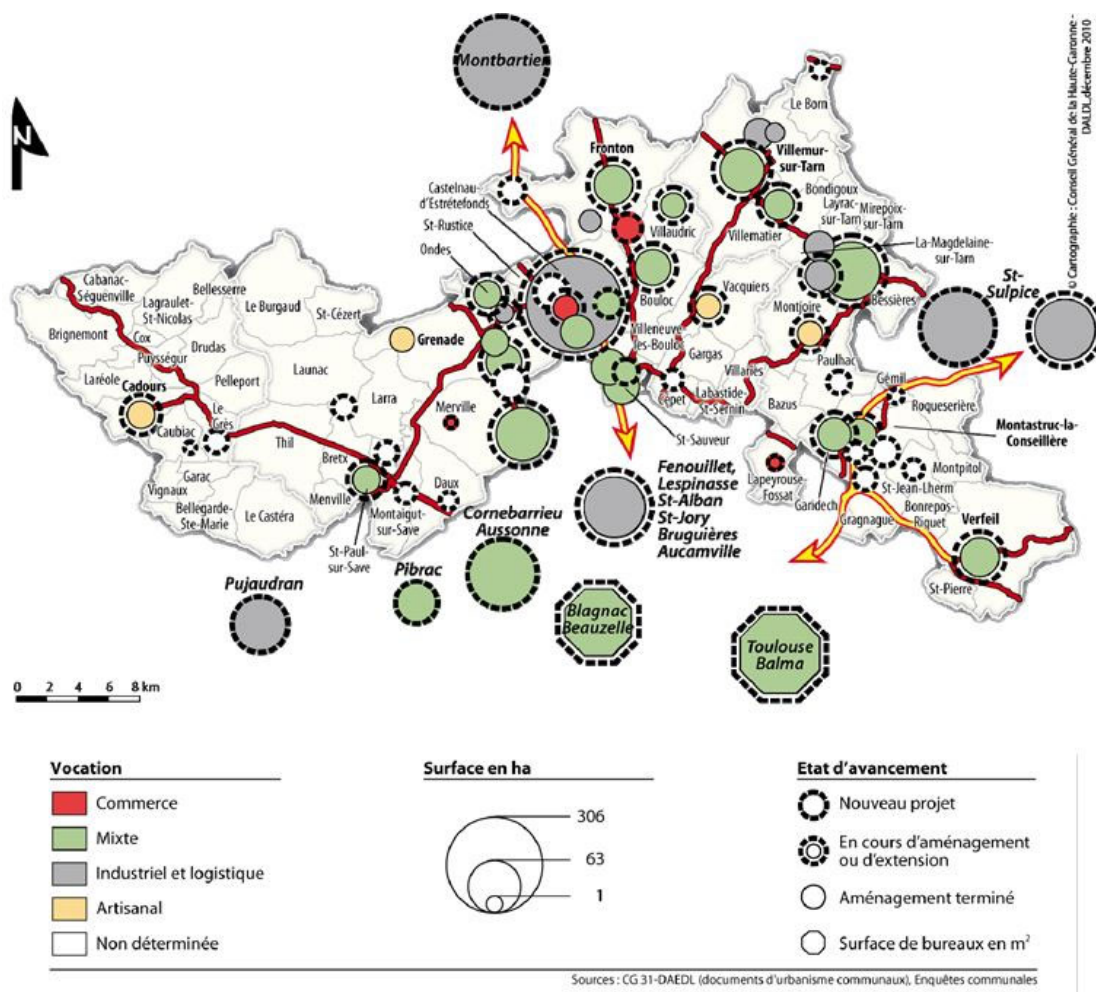 Montbartier
© Cartographie : Conseil Général de la Haute-Garonne -
DALDL,décembre 2010
N
Le Born
Fronton
Villemur-
sur-Tarn
Castelnau
d'Estrétefonds
St-Rustice
Ondes
Bondigoux
Layrac-
sur-Tarn
Mirepoix-
sur-Tarn
Villaudric
Villematier
La-Magdelaine-
sur-Tarn
St-
Sulpice
Cabanac-
Séguenville
Bellesserre
Lagraulet-
St-Nicolas
Le Burgaud
St-Cézert
Brignemont
Cox
Drudas
Puysségur
Laréole
Pelleport
Launac
Grenade
Bouloc
Vacquiers
Montjoire
Bessières
Villeneuve-
les-Bouloc
Gargas
Villariès
Paulhac
Cadours
Le
Grès
Caubiac
Larra
Merville
Cépet
Labastide-
St-Sernin
Bazus
Gémil
Roqueserière
Thil
Bretx
St-Sauveur
Montastruc-la-
Conseillère
Garac
Vignaux
Menville
Daux
Lapeyrouse-
Fossat
Montpitol
St-Jean-Lherm
Garidech
Bellegarde-
Ste-Marie
Le Castéra
Montaigut-
sur-Save
Gragnague
Bonrepos-
Riquet
Verfeil
St-Paul-
sur-Save
St-Pierre
Fenouillet,
Lespinasse
St-Alban
St-Jory
Bruguières
Aucamville
Cornebarrieu
Aussonne
Pujaudran
Pibrac
Blagnac
Beauzelle
Toulouse
Balma
0 2 4 6 8 km
Vocation
Commerce
Mixte
Industriel et logistique
Artisanal
Non déterminée
Surface en ha
306
63
1
Etat d'avancement
Nouveau projet
En cours d'aménagement
ou d'extension
Aménagement terminé
Surface de bureaux en m²
Sources : CG 31-DAEDL (documents d'urbanisme communaux), Enquêtes communales